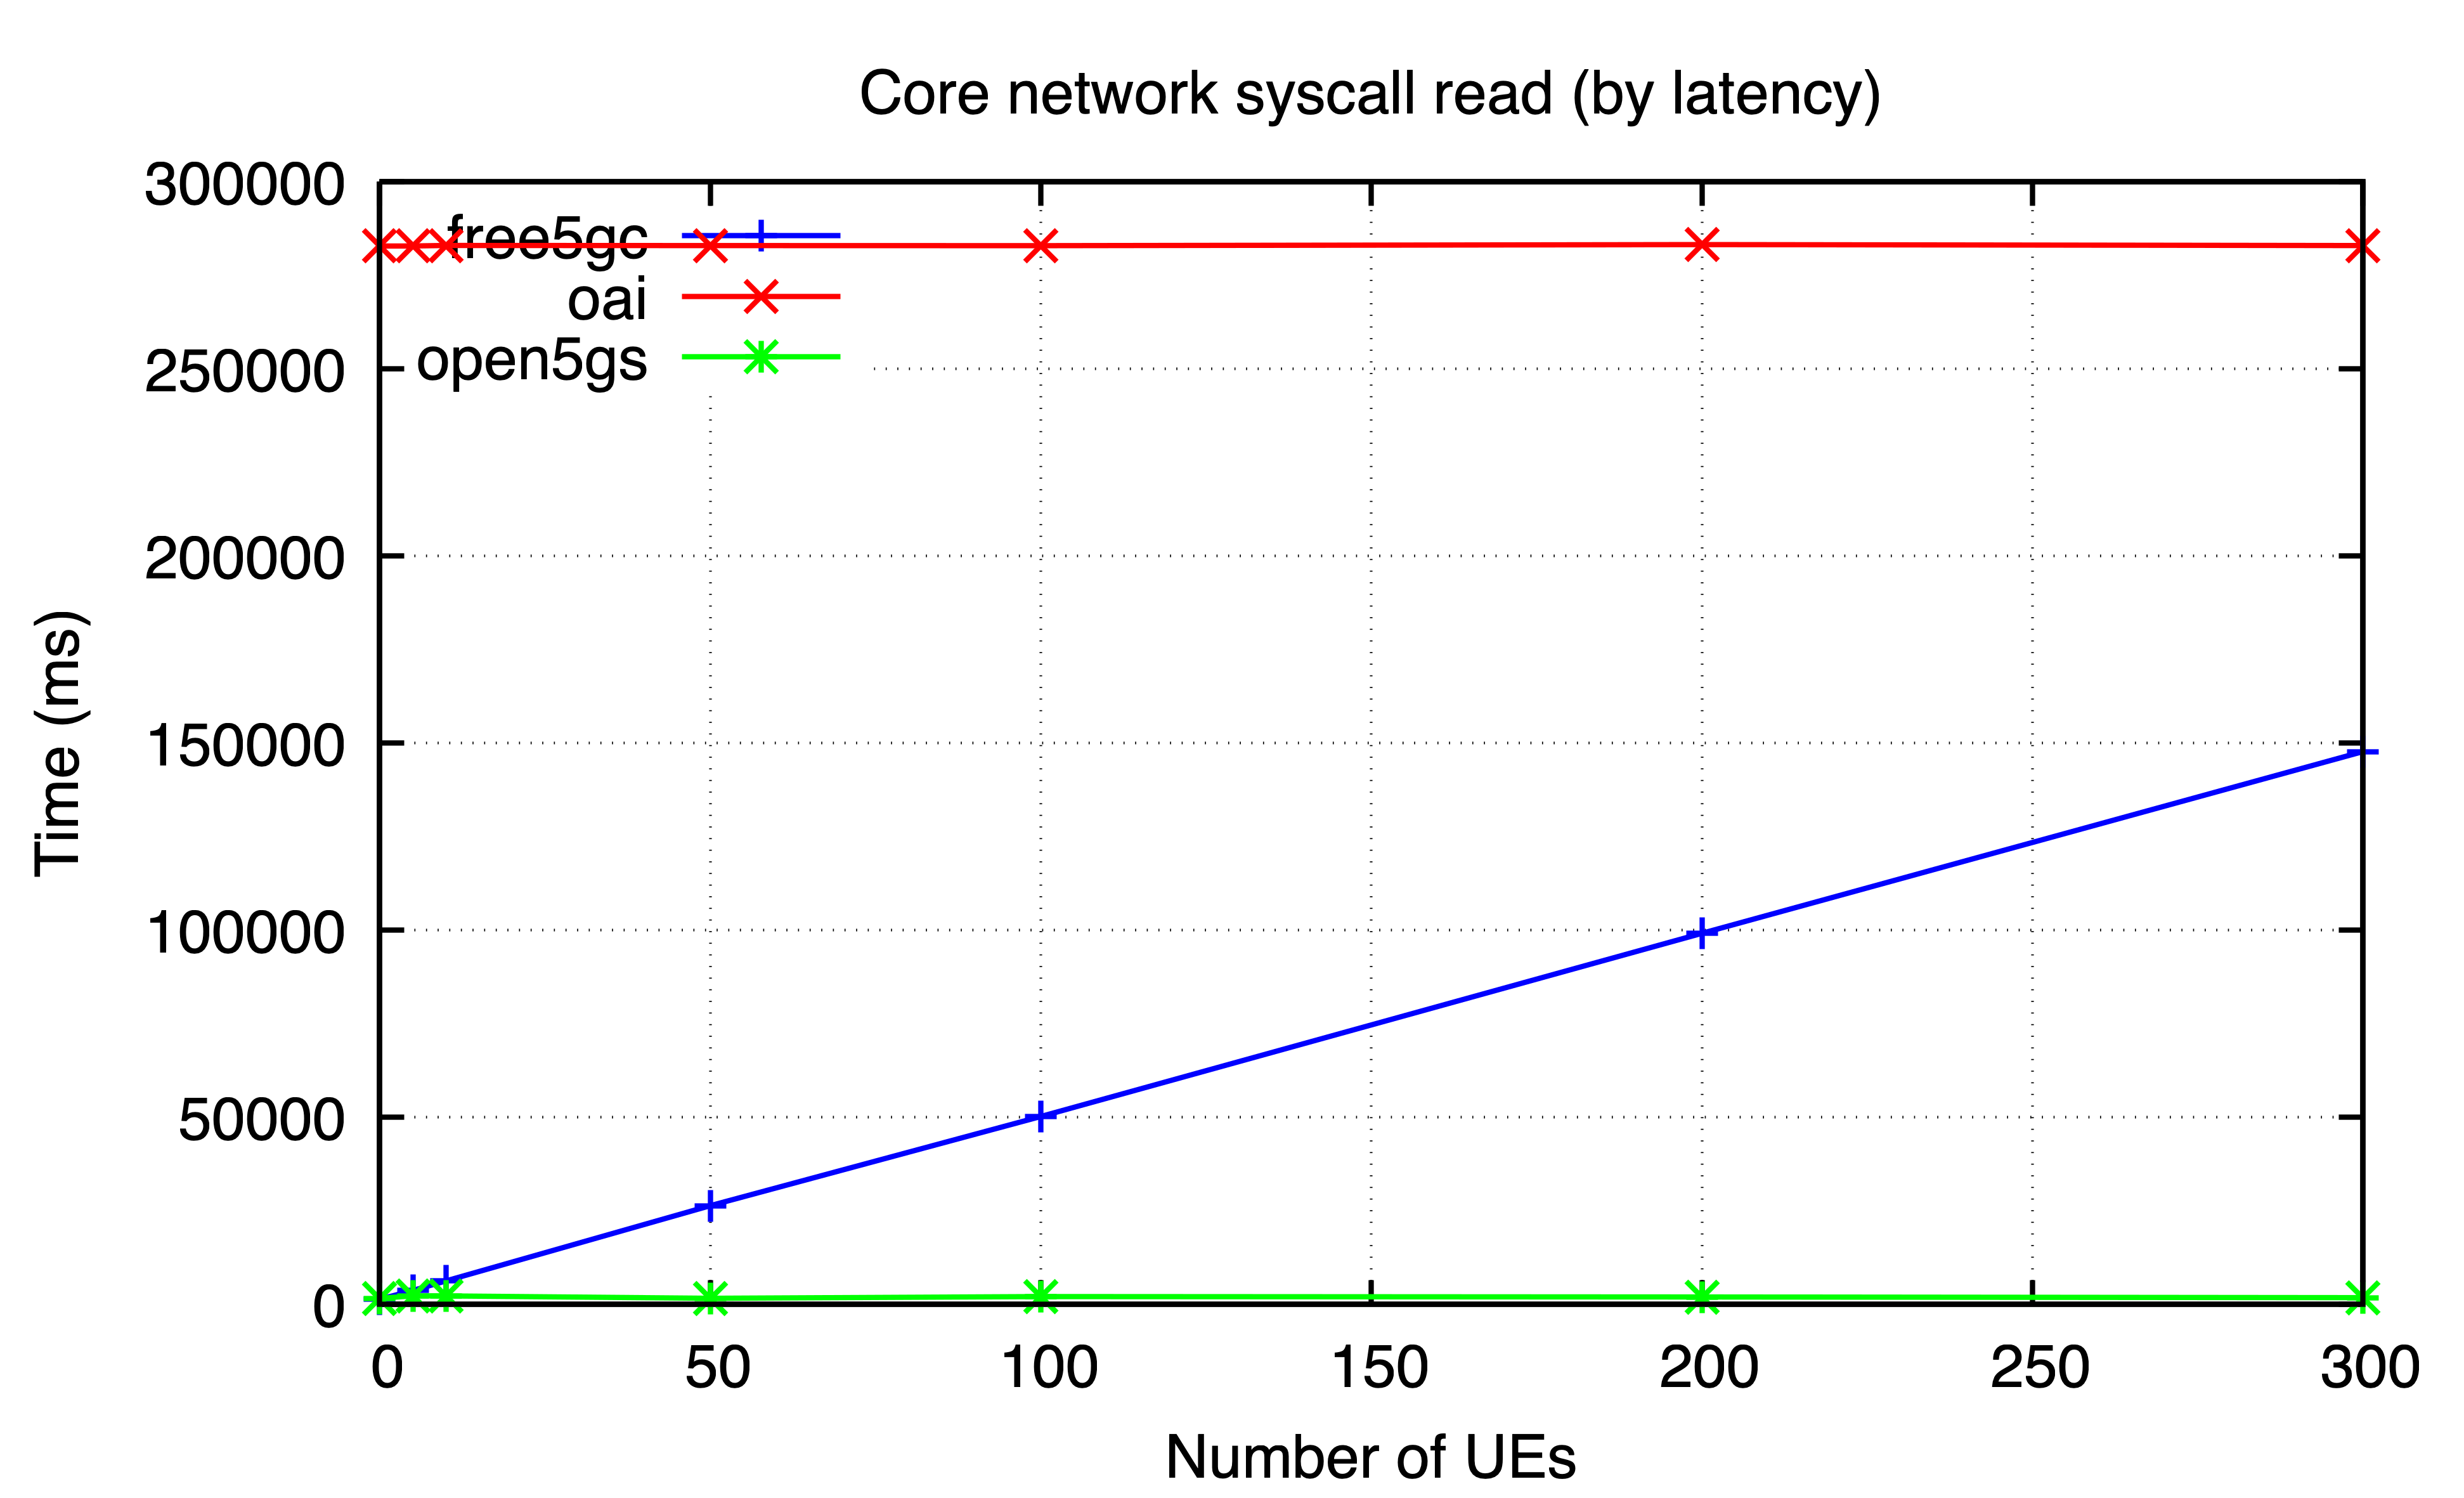 Core network syscall read (by latency)
300000
250000
200000
150000
100000
50000
0
Time (ms)
free5gc
oai
open5gs
0 50 100 150 200 250 300
Number of UEs